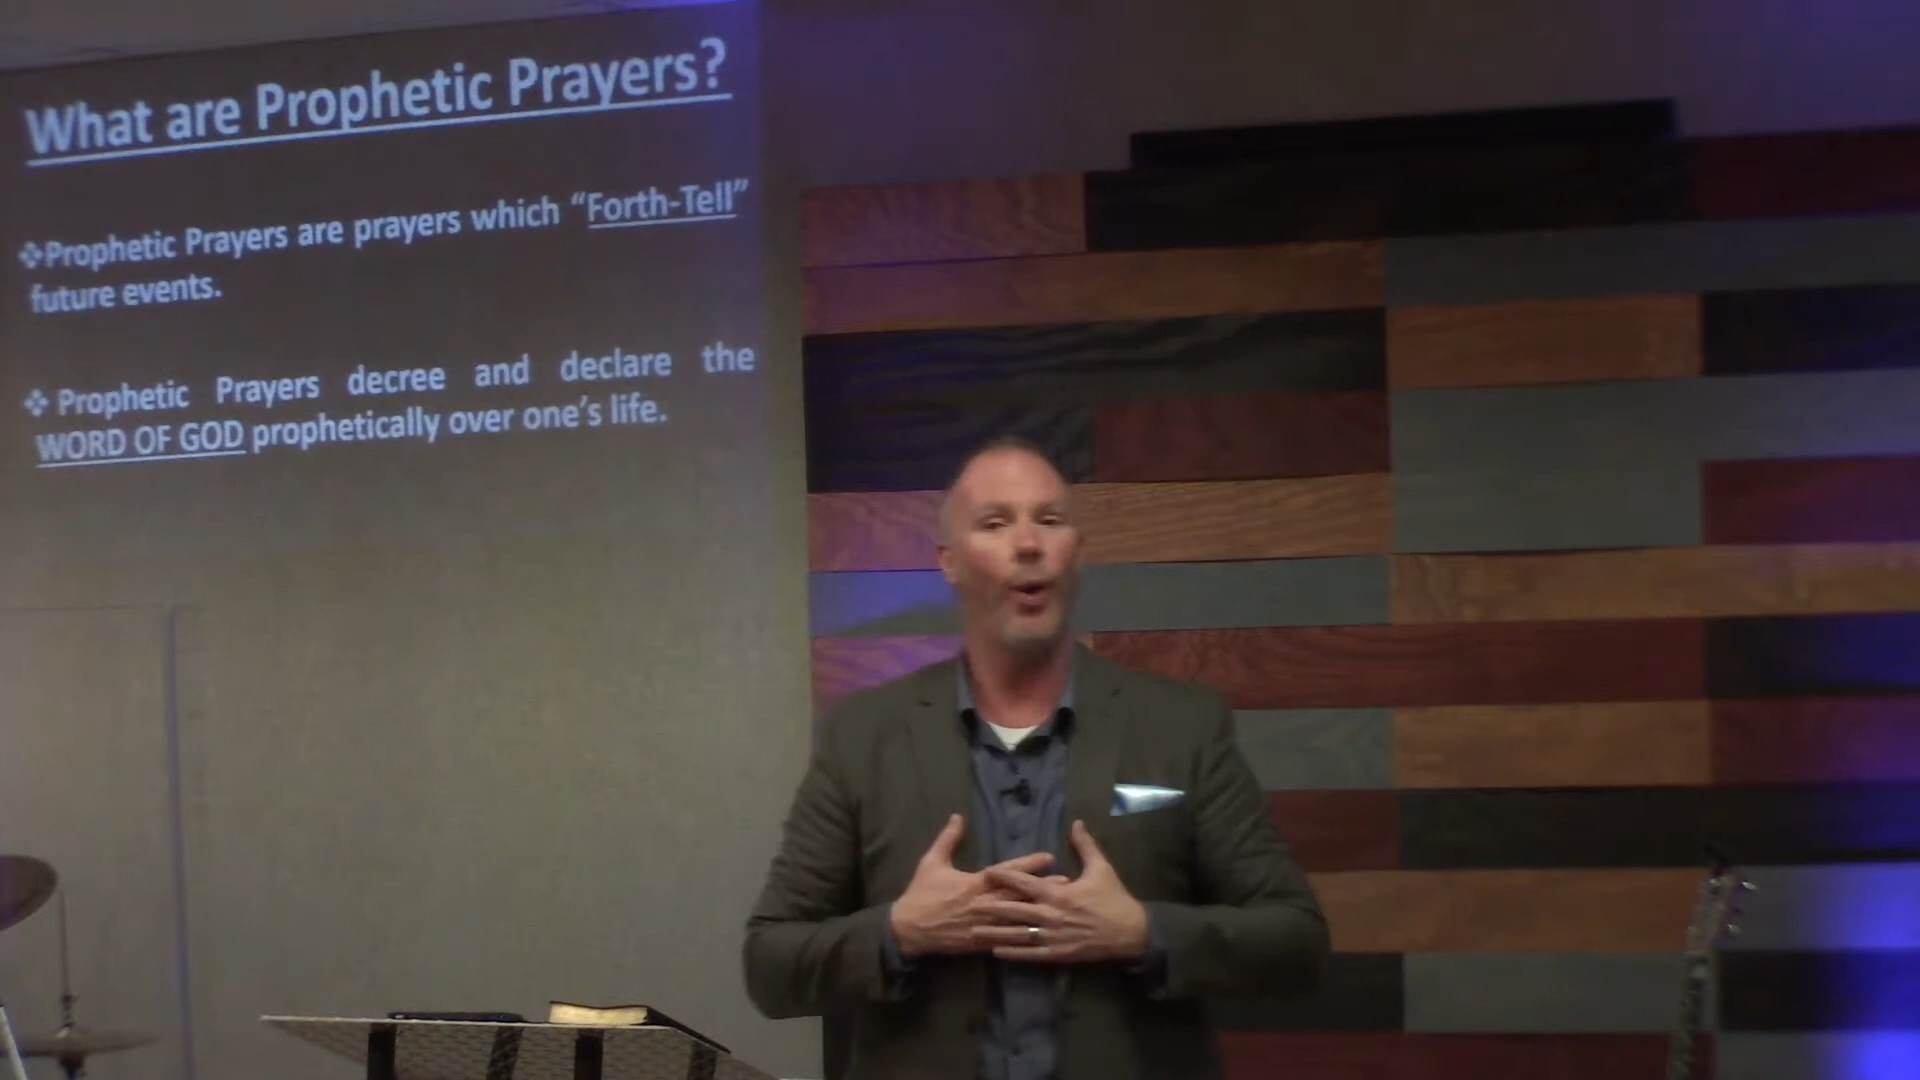 What are Prophetic Prayers?
❖Prophetic Prayers are prayers which “Forth-Tell”
future events.
❖ Prophetic Prayers decree and declare the
WORD OF GOD prophetically over one’s life.